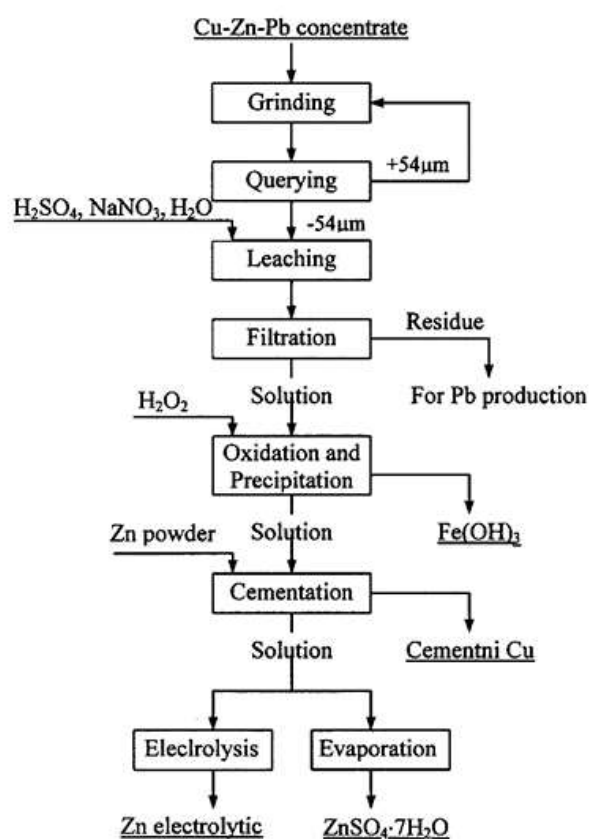 Cu-Zn-Pb concentrate
Grinding
Querying
+54μm
H₂SO₄, NaNO₃, H₂O
-54μm
Leaching
Filtration
Residue
Solution
For Pb production
H₂O₂
Oxidation and
Precipitation
Solution
Fe(OH)₃
Zn powder
Cementation
Solution
Cementni Cu
Eleclrolysis
Evaporation
Zn electrolytic
ZnSO₄·7H₂O